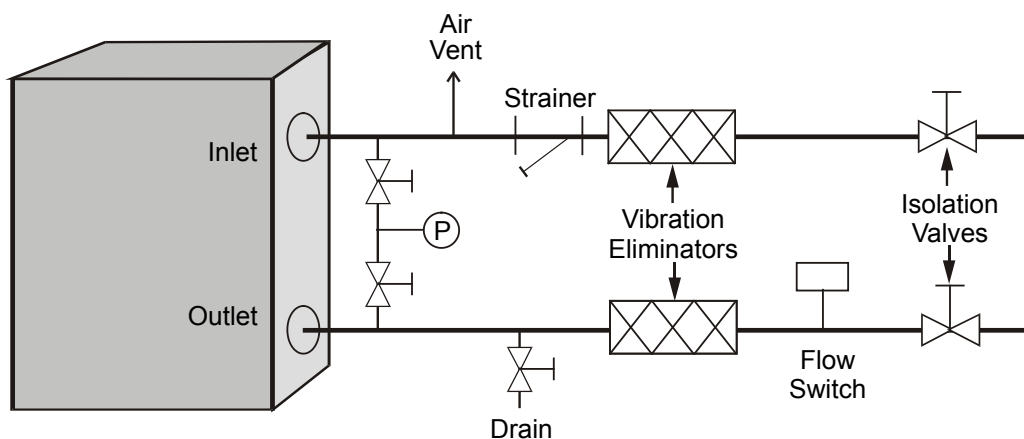 Air
Vent
Strainer
Inlet
Isolation
Valves
P
Vibration
Eliminators
Outlet
Flow
Switch
Drain